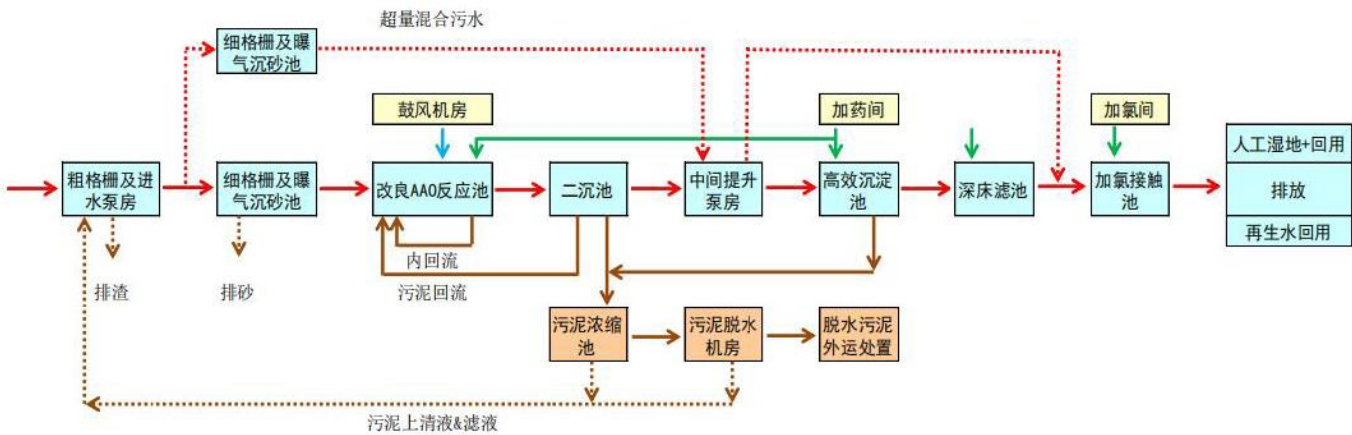 超量混合污水
细格栅及曝
气沉砂池
鼓风机房
加药间
加氯间
粗格栅及进
水泵房
细格栅及曝
气沉砂池
改良AAO反应池
二沉池
中间提升
泵房
高效沉淀
池
深床滤池
加氯接触
池
人工湿地+回用
排放
再生水回用
内回流
污泥回流
排渣
排砂
污泥浓缩
池
污泥脱水
机房
脱水污泥
外运处置
污泥上清液&滤液